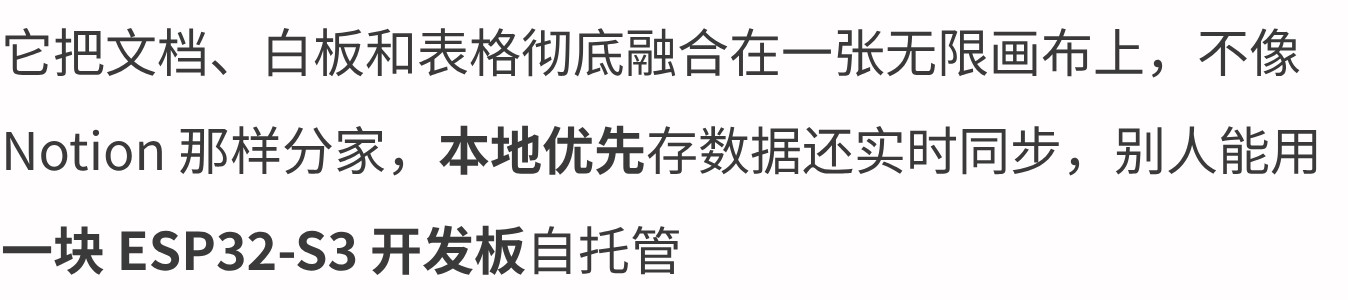 它把文档、白板和表格彻底融合在一张无限画布上，不像
Notion 那样分家，本地优先存数据还实时同步，别人能用
一块 ESP32-S3 开发板自托管